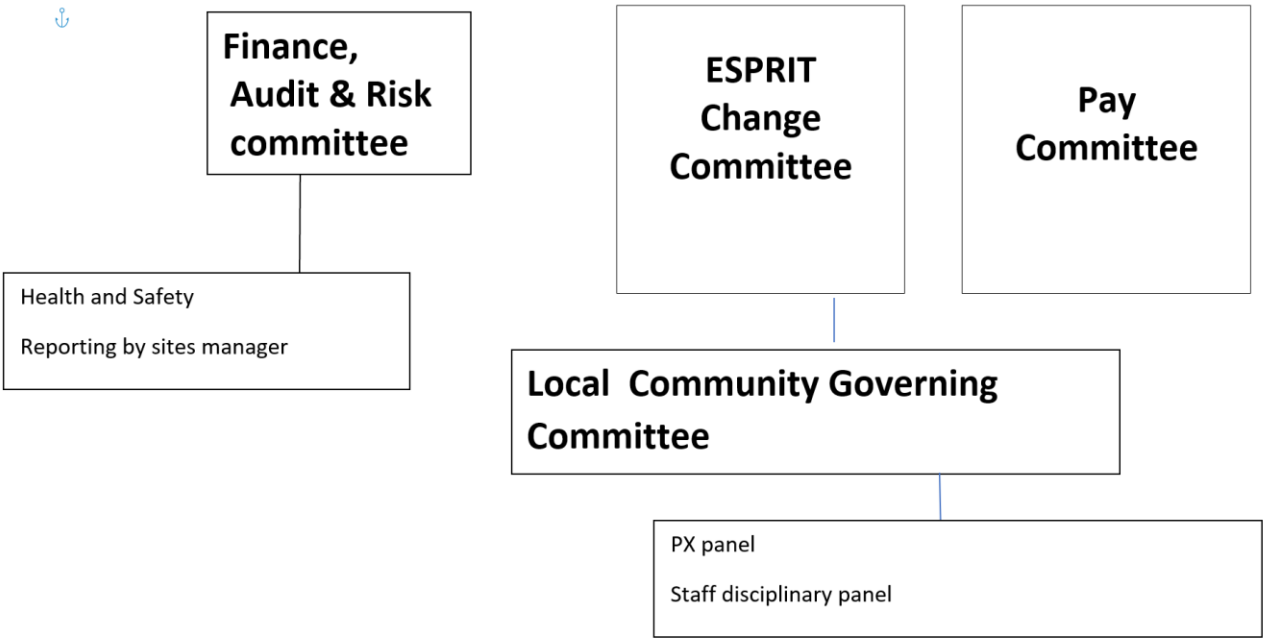 Finance,
Audit & Risk
committee
ESPRIT
Change
Committee
Pay
Committee
Health and Safety
Reporting by sites manager
Local  Community Governing
Committee
PX panel
Staff disciplinary panel